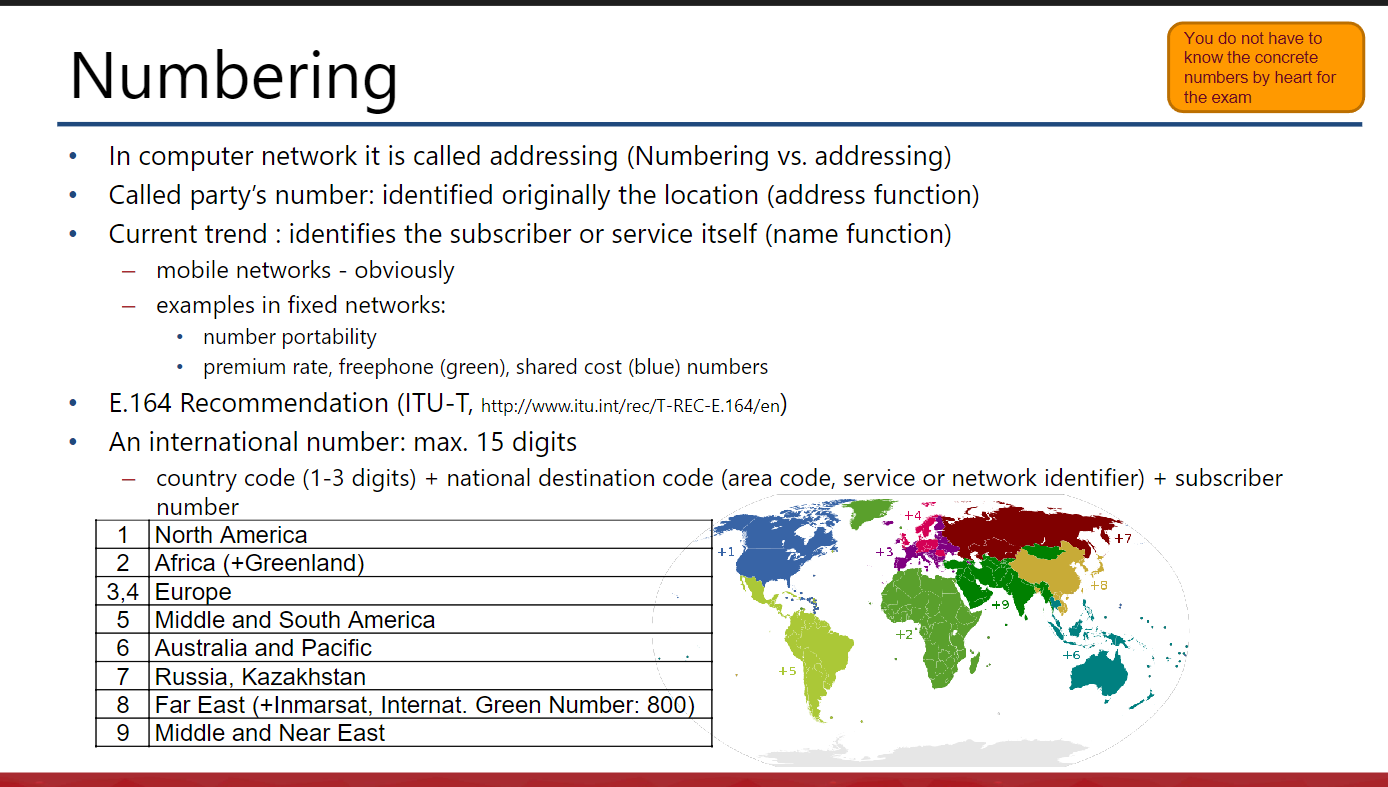 Numbering
You do not have to
know the concrete
numbers by heart for
the exam
• In computer network it is called addressing (Numbering vs. addressing)
• Called party's number: identified originally the location (address function)
• Current trend : identifies the subscriber or service itself (name function)
– mobile networks - obviously
– examples in fixed networks:
• number portability
• premium rate, freephone (green), shared cost (blue) numbers
• E.164 Recommendation (ITU-T, http://www.itu.int/rec/T-REC-E.164/en)
• An international number: max. 15 digits
– country code (1-3 digits) + national destination code (area code, service or network identifier) + subscriber
number
1 North America
2 Africa (+Greenland)
3,4 Europe
5 Middle and South America
6 Australia and Pacific
7 Russia, Kazakhstan
8 Far East (+Inmarsat, Internat. Green Number: 800)
9 Middle and Near East
+4
+7
+1
+3
+8
+9
+2
+6
+5